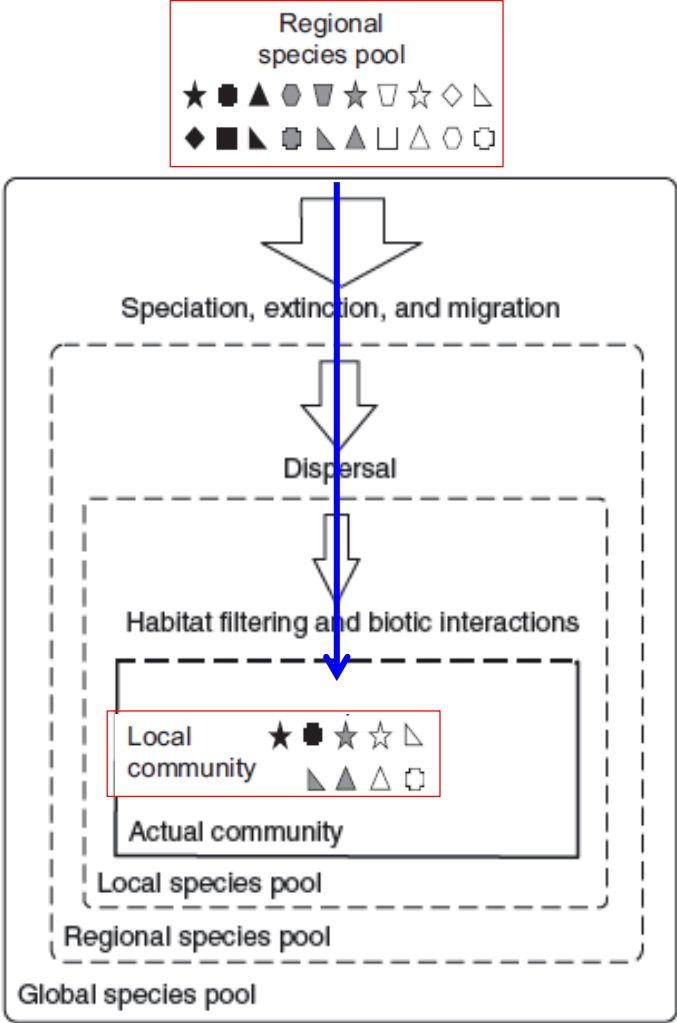 Regional
species pool
Speciation, extinction, and migration
Dispersal
Habitat filtering and biotic interactions
Local
community
Actual community
Local species pool
Regional species pool
Global species pool